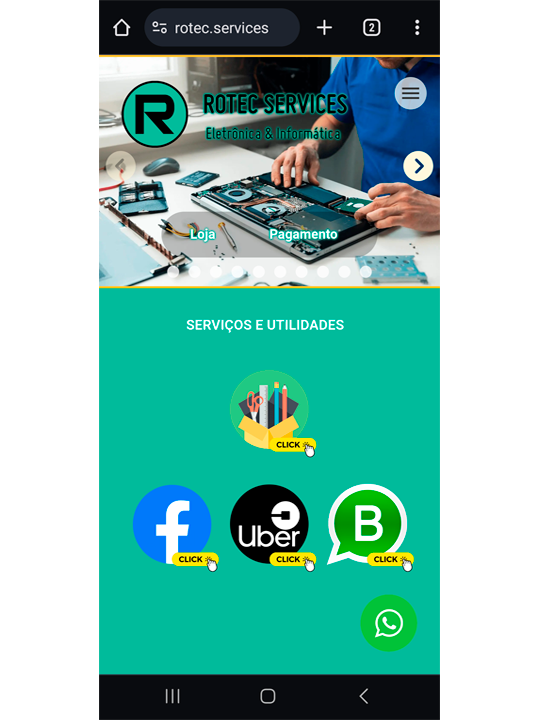 rotec.services
2
R
ROTEC SERVICES
Eletrônica & Informática
Loja
Pagamento
SERVIÇOS E UTILIDADES
CLICK
f
Uber
B
CLICK
CLICK
CLICK